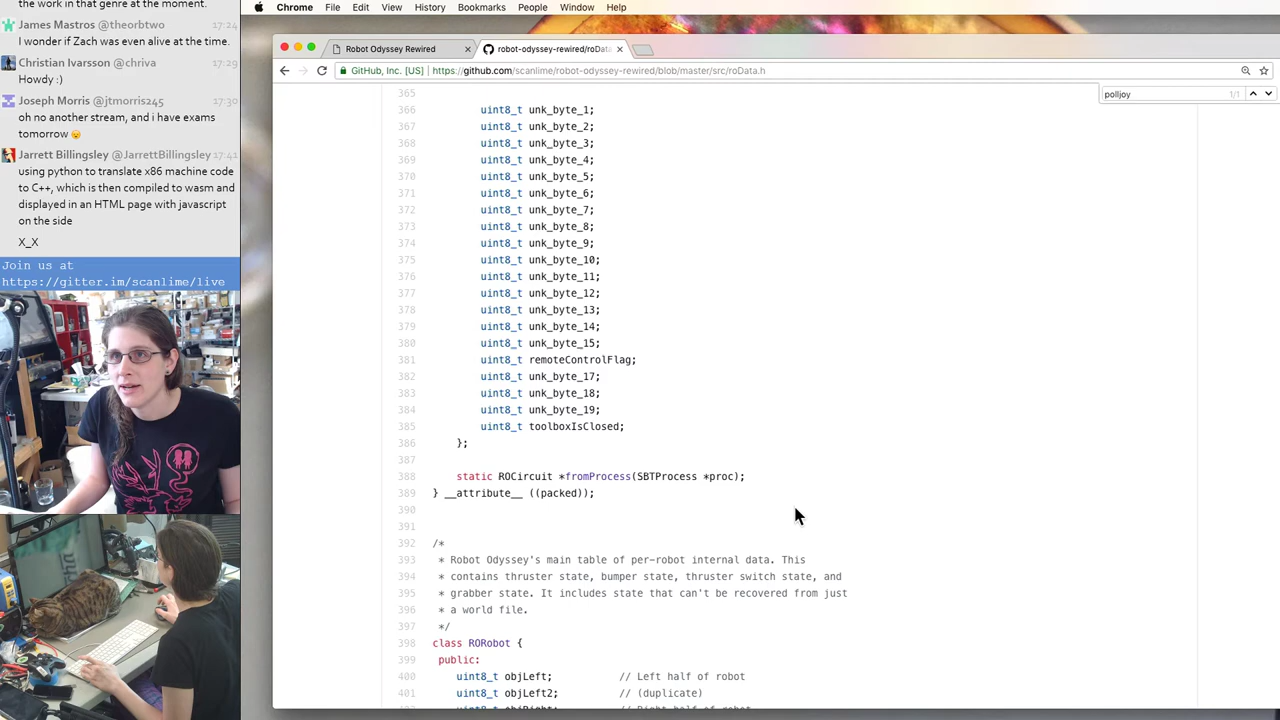 the work in that genre at the moment.
James Mastros @theorbtwo 17:24
I wonder if Zach was even alive at the time.
Christian Ivarsson @chriva 17:29
Howdy :)
Joseph Morris @jtmorris245 17:30
oh no another stream, and i have exams
tomorrow 😞
Jarrett Billingsley @JarrettBillingsley 17:41
using python to translate x86 machine code
to C++, which is then compiled to wasm and
displayed in an HTML page with javascript
on the side
X_X
Join us at
https://gitter.im/scanlime/live
Chrome File Edit View History Bookmarks People Window Help
Robot Odyssey Rewired
robot-odyssey-rewired/roData
GitHub, Inc. [US] https://github.com/scanlime/robot-odyssey-rewired/blob/master/src/roData.h
polljoy 1/1
365
366 uint8_t unk_byte_1;
367 uint8_t unk_byte_2;
368 uint8_t unk_byte_3;
369 uint8_t unk_byte_4;
370 uint8_t unk_byte_5;
371 uint8_t unk_byte_6;
372 uint8_t unk_byte_7;
373 uint8_t unk_byte_8;
374 uint8_t unk_byte_9;
375 uint8_t unk_byte_10;
376 uint8_t unk_byte_11;
377 uint8_t unk_byte_12;
378 uint8_t unk_byte_13;
379 uint8_t unk_byte_14;
380 uint8_t unk_byte_15;
381 uint8_t remoteControlFlag;
382 uint8_t unk_byte_17;
383 uint8_t unk_byte_18;
384 uint8_t unk_byte_19;
385 uint8_t toolboxIsClosed;
386 };
387
388 static ROCircuit *fromProcess(SBTProcess *proc);
389 } __attribute__ ((packed));
390
391
392 /*
393 * Robot Odyssey's main table of per-robot internal data. This
394 * contains thruster state, bumper state, thruster switch state, and
395 * grabber state. It includes state that can't be recovered from just
396 * a world file.
397 */
398 class RORobot {
399 public:
400 uint8_t objLeft; // Left half of robot
401 uint8_t objLeft2; // (duplicate)